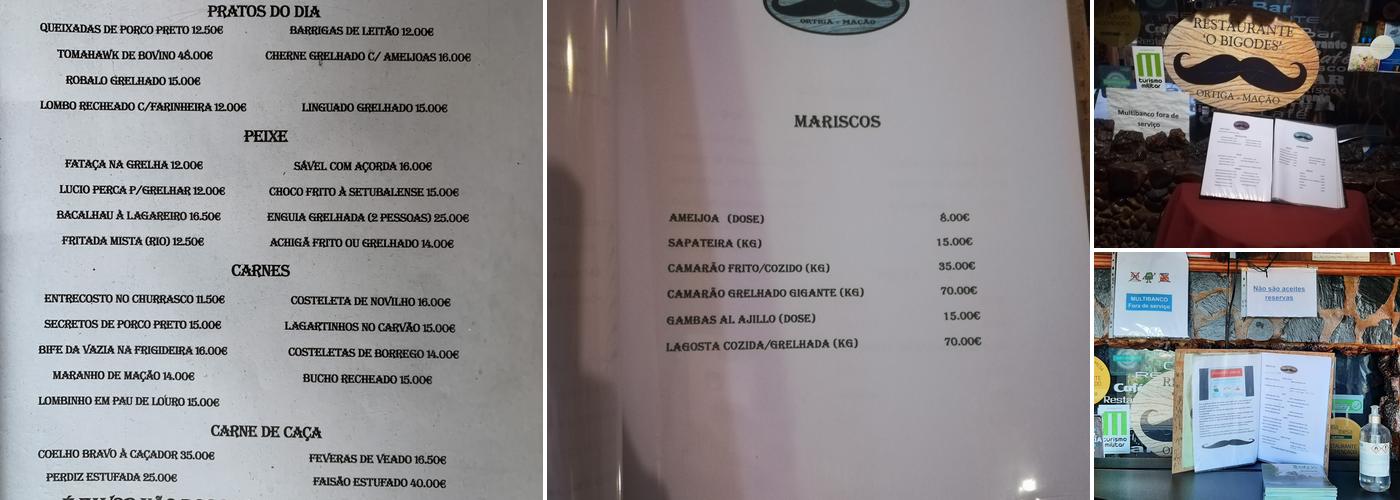 PRATOS DO DIA
QUEIXADAS DE PORCO PRETO 12.50€ BARRIGAS DE LEITÃO 12.00€
TOMAHAWK DE BOVINO 48.00€ CHERNE GRELHADO C/ AMEIJOAS 16.00€
ROBALO GRELHADO 15.00€
LOMBO RECHEADO C/FARINHEIRA 12.00€ LINGUADO GRELHADO 15.00€
PEIXE
FATAÇA NA GRELHA 12.00€ SÁVEL COM AÇORDA 16.00€
LUCIO PERCA P/GRELHAR 12.00€ CHOCO FRITO À SETUBALENSE 15.00€
BACALHAU À LAGAREIRO 16.50€ ENGUIA GRELHADA (2 PESSOAS) 25.00€
FRITADA MISTA (RIO) 12.50€ ACHIGÃ FRITO OU GRELHADO 14.00€
CARNES
ENTRECOSTO NO CHURRASCO 11.50€ COSTELETA DE NOVILHO 16.00€
SECRETOS DE PORCO PRETO 15.00€ LAGARTINHOS NO CARVÃO 15.00€
BIFE DA VAZIA NA FRIGIDEIRA 16.00€ COSTELETAS DE BORREGO 14.00€
MARANHO DE MAÇÃO 14.00€ BUCHO RECHEADO 15.00€
LOMBINHO EM PAU DE LOURO 15.00€
CARNE DE CAÇA
COELHO BRAVO À CAÇADOR 35.00€ FEVERAS DE VEADO 16.50€
PERDIZ ESTUFADA 25.00€ FAISÃO ESTUFADO 40.00€
ORTIGA - MAÇÃO
MARISCOS
AMEIJOA (DOSE) 8.00€
SAPATEIRA (KG) 15.00€
CAMARÃO FRITO/COZIDO (KG) 35.00€
CAMARÃO GRELHADO GIGANTE (KG) 70.00€
GAMBAS AL AJILLO (DOSE) 15.00€
LAGOSTA COZIDA/GRELHADA (KG) 70.00€
Bar
RESTAURANTE
'O BIGODES'
ORTIGA - MAÇÃO
turismo
militar
Multibanco fora de
serviço
MULTIBANCO
Fora de serviço
Não são aceites
reservas
turismo
militar